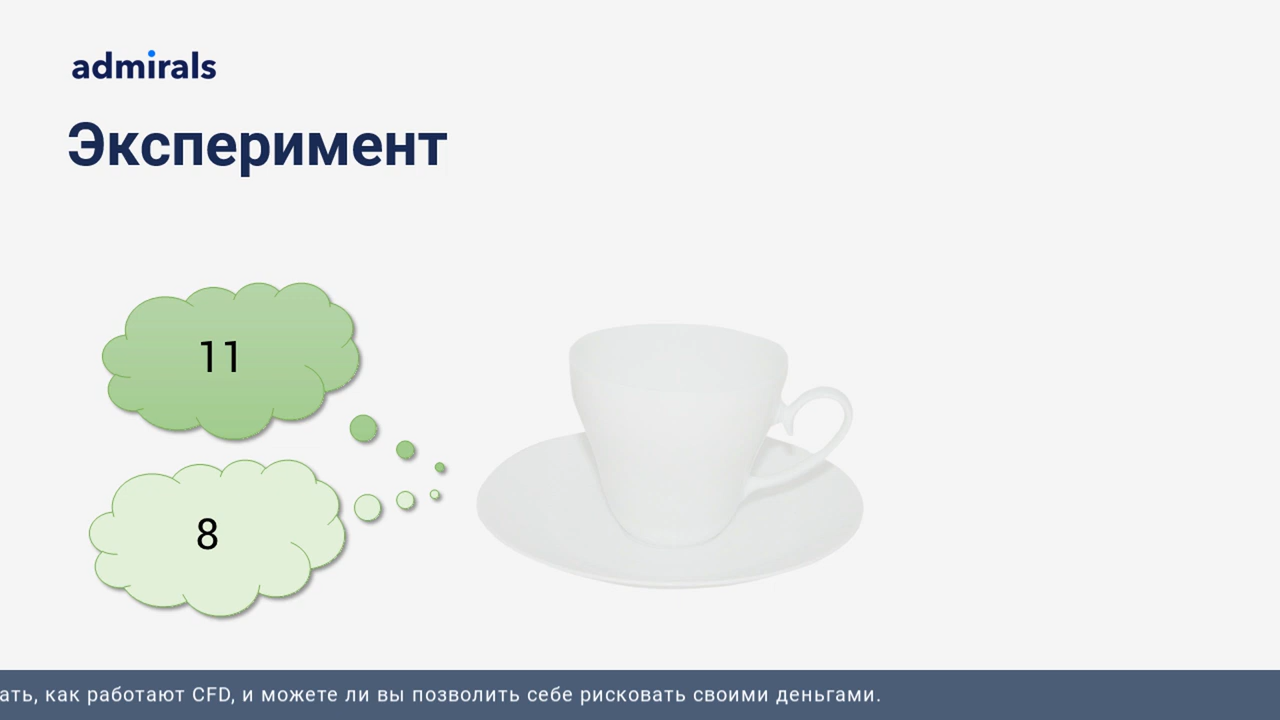 admirals
Эксперимент
11
8
ать, как работают CFD, и можете ли вы позволить себе рисковать своими деньгами.